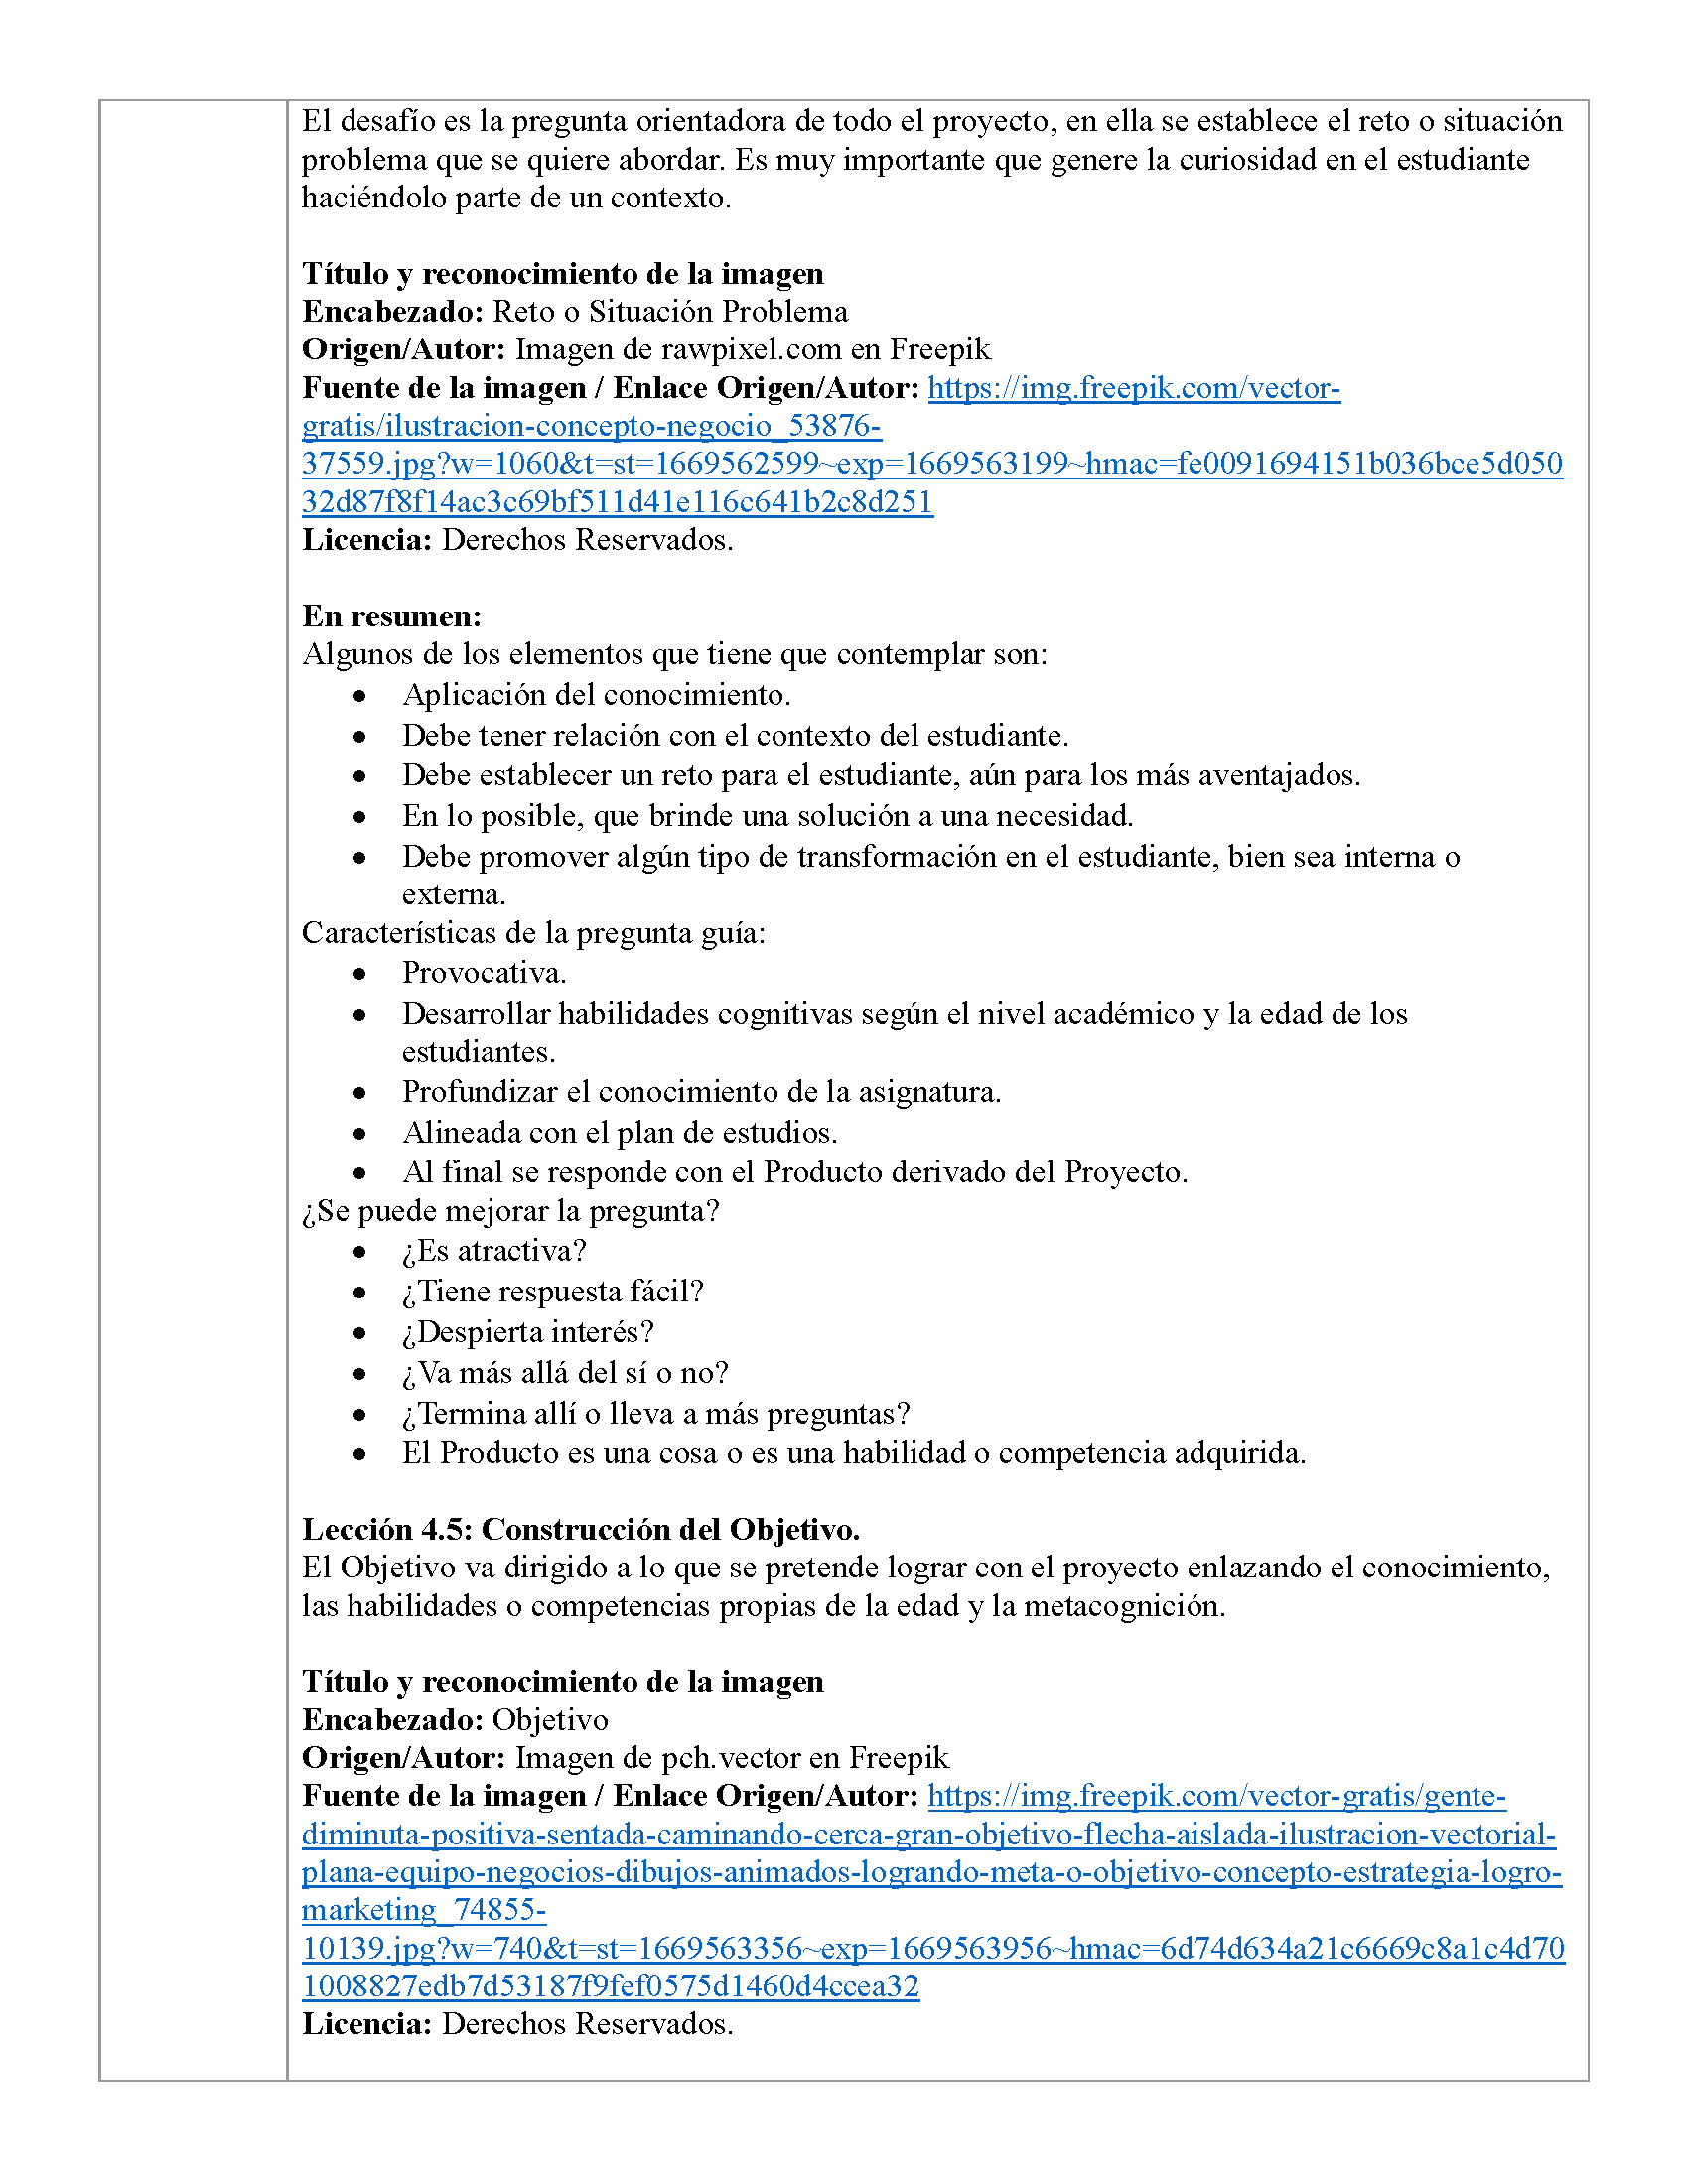 El desafío es la pregunta orientadora de todo el proyecto, en ella se establece el reto o situación
problema que se quiere abordar. Es muy importante que genere la curiosidad en el estudiante
haciéndolo parte de un contexto.
Título y reconocimiento de la imagen
Encabezado: Reto o Situación Problema
Origen/Autor: Imagen de rawpixel.com en Freepik
Fuente de la imagen / Enlace Origen/Autor: https://img.freepik.com/vector-
gratis/ilustracion-concepto-negocio_53876-
37559.jpg?w=1060&t=st=1669562599~exp=1669563199~hmac=fe0091694151b036bce5d050
32d87f8f14ac3c69bf511d41e116c641b2c8d251
Licencia: Derechos Reservados.
En resumen:
Algunos de los elementos que tiene que contemplar son:
• Aplicación del conocimiento.
• Debe tener relación con el contexto del estudiante.
• Debe establecer un reto para el estudiante, aún para los más aventajados.
• En lo posible, que brinde una solución a una necesidad.
• Debe promover algún tipo de transformación en el estudiante, bien sea interna o
externa.
Características de la pregunta guía:
• Provocativa.
• Desarrollar habilidades cognitivas según el nivel académico y la edad de los
estudiantes.
• Profundizar el conocimiento de la asignatura.
• Alineada con el plan de estudios.
• Al final se responde con el Producto derivado del Proyecto.
¿Se puede mejorar la pregunta?
• ¿Es atractiva?
• ¿Tiene respuesta fácil?
• ¿Despierta interés?
• ¿Va más allá del sí o no?
• ¿Termina allí o lleva a más preguntas?
• El Producto es una cosa o es una habilidad o competencia adquirida.
Lección 4.5: Construcción del Objetivo.
El Objetivo va dirigido a lo que se pretende lograr con el proyecto enlazando el conocimiento,
las habilidades o competencias propias de la edad y la metacognición.
Título y reconocimiento de la imagen
Encabezado: Objetivo
Origen/Autor: Imagen de pch.vector en Freepik
Fuente de la imagen / Enlace Origen/Autor: https://img.freepik.com/vector-gratis/gente-
diminuta-positiva-sentada-caminando-cerca-gran-objetivo-flecha-aislada-ilustracion-vectorial-
plana-equipo-negocios-dibujos-animados-logrando-meta-o-objetivo-concepto-estrategia-logro-
marketing_74855-
10139.jpg?w=740&t=st=1669563356~exp=1669563956~hmac=6d74d634a21c6669c8a1c4d70
1008827edb7d53187f9fef0575d1460d4ccea32
Licencia: Derechos Reservados.